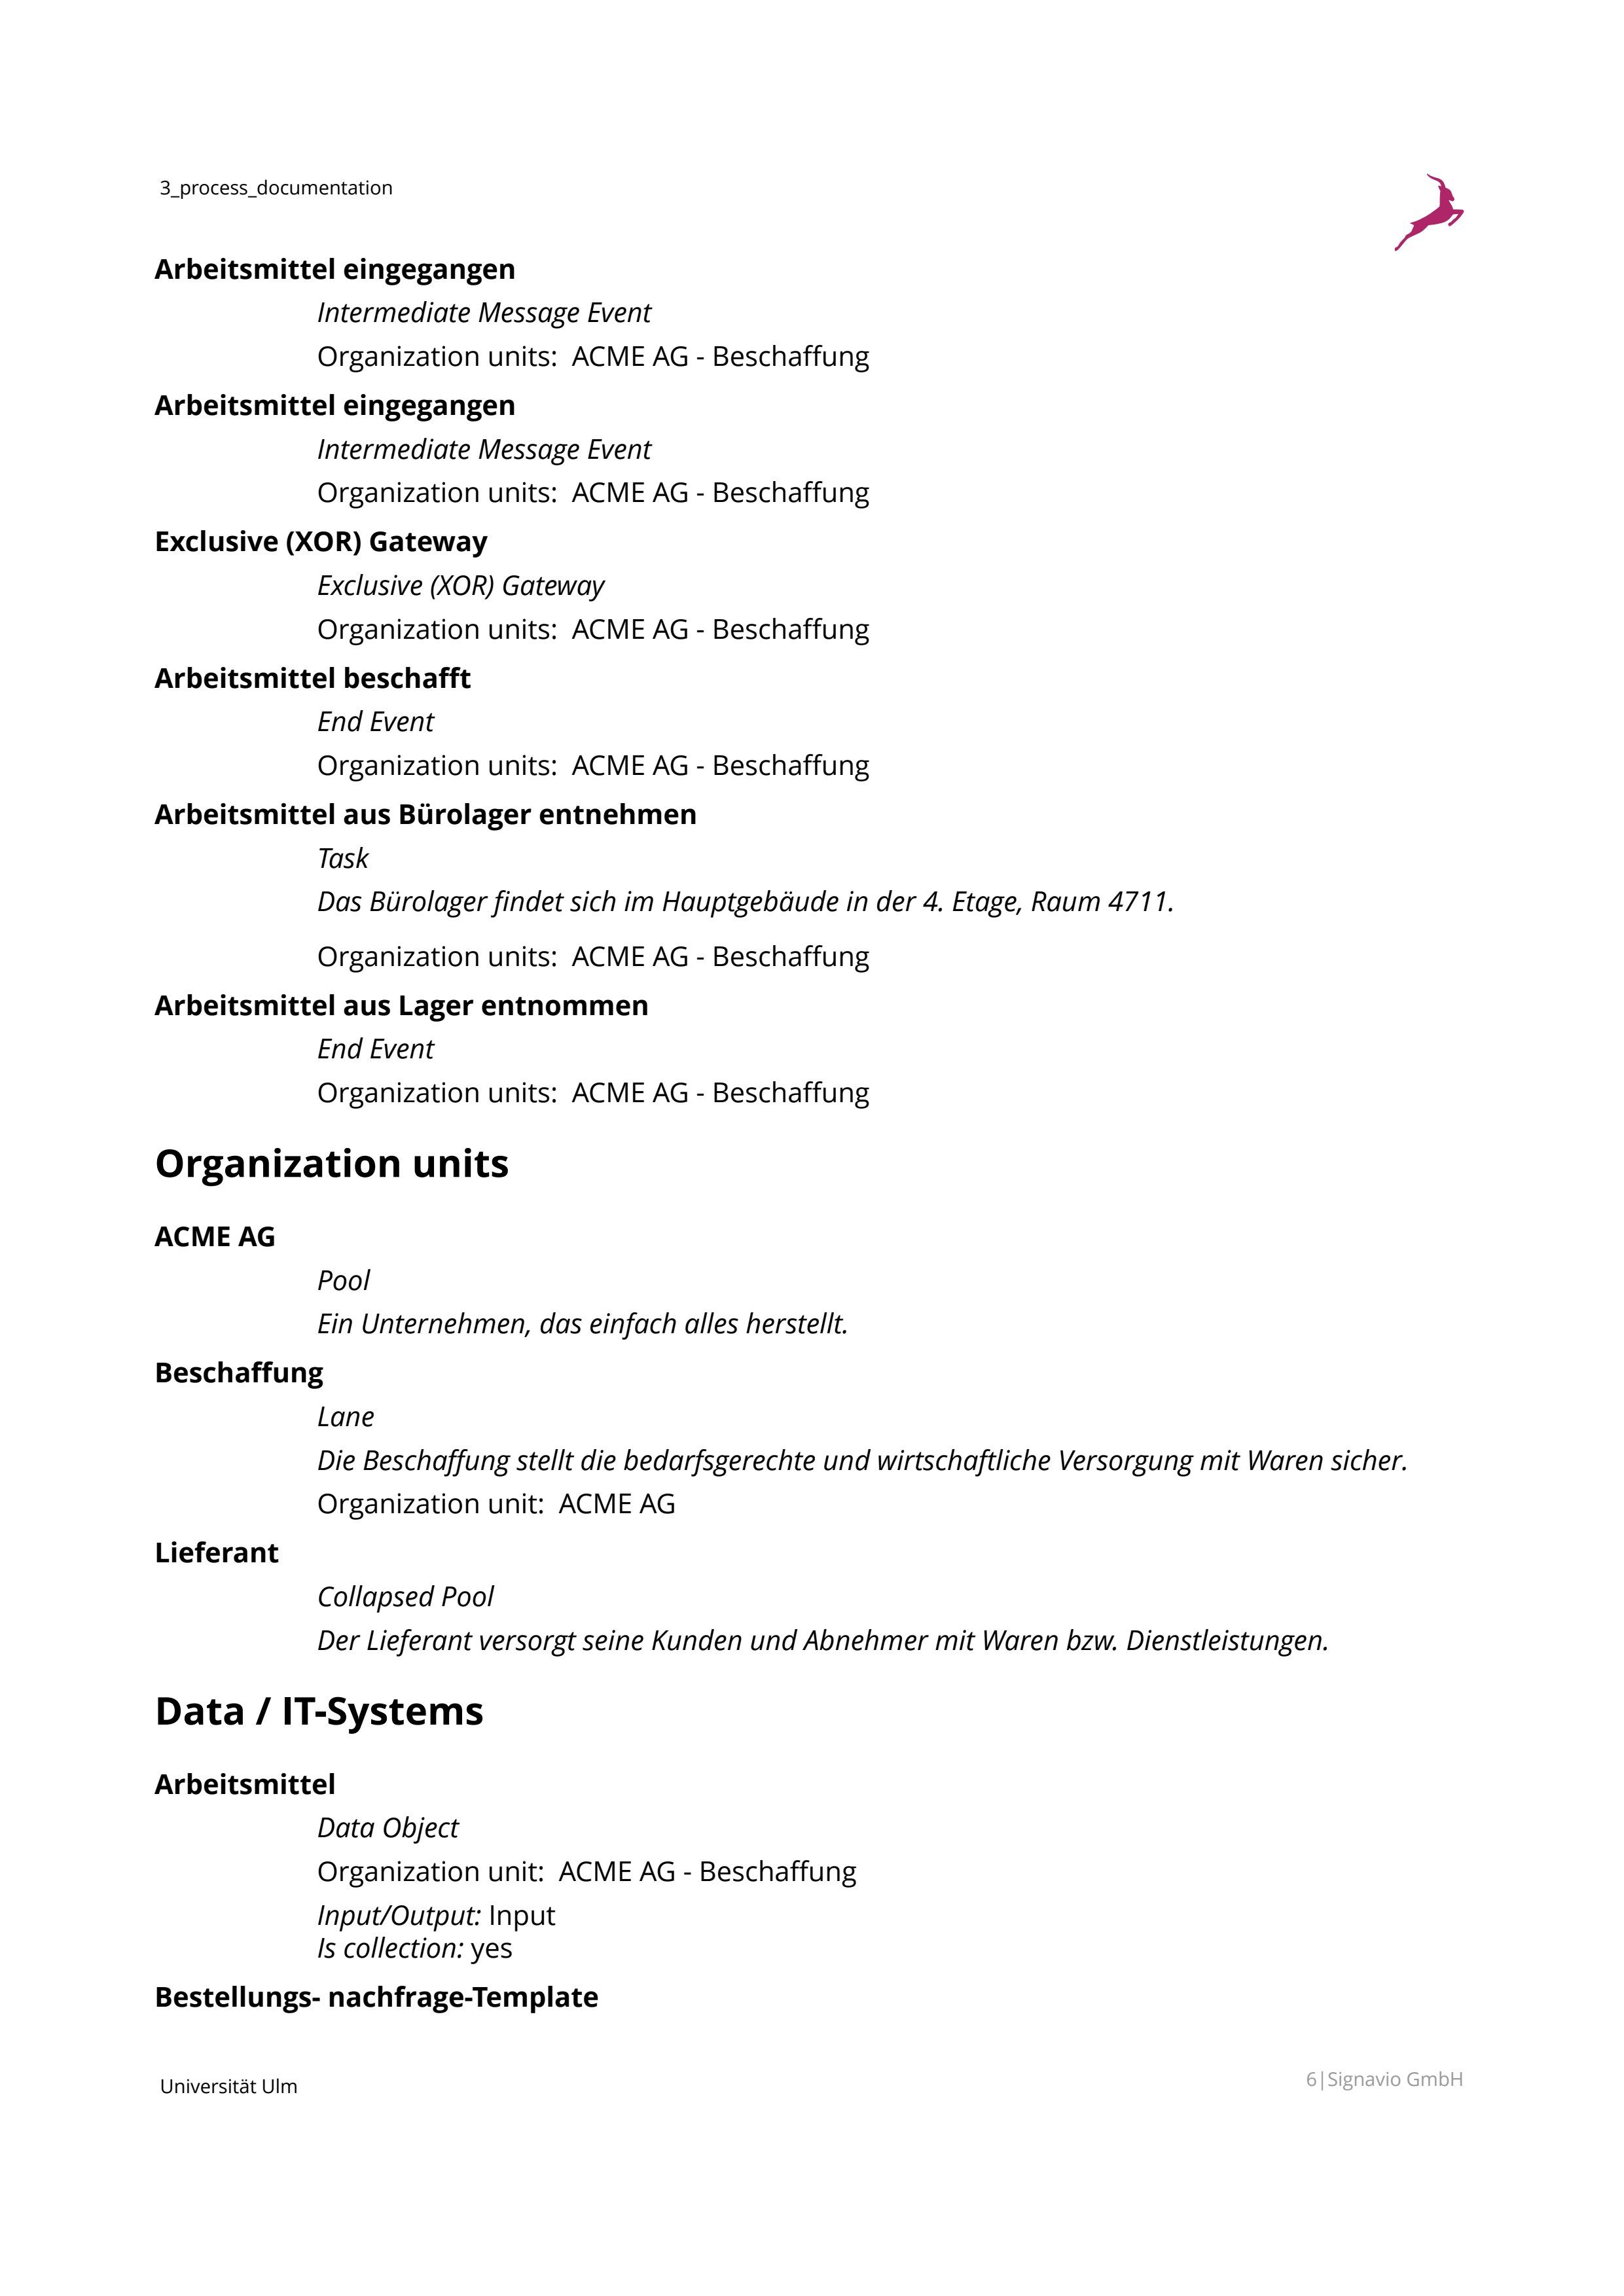 3_process_documentation
Arbeitsmittel eingegangen
Intermediate Message Event
Organization units:  ACME AG - Beschaffung
Arbeitsmittel eingegangen
Intermediate Message Event
Organization units:  ACME AG - Beschaffung
Exclusive (XOR) Gateway
Exclusive (XOR) Gateway
Organization units:  ACME AG - Beschaffung
Arbeitsmittel beschafft
End Event
Organization units:  ACME AG - Beschaffung
Arbeitsmittel aus Bürolager entnehmen
Task
Das Bürolager findet sich im Hauptgebäude in der 4. Etage, Raum 4711.
Organization units:  ACME AG - Beschaffung
Arbeitsmittel aus Lager entnommen
End Event
Organization units:  ACME AG - Beschaffung
Organization units
ACME AG
Pool
Ein Unternehmen, das einfach alles herstellt.
Beschaffung
Lane
Die Beschaffung stellt die bedarfsgerechte und wirtschaftliche Versorgung mit Waren sicher.
Organization unit:  ACME AG
Lieferant
Collapsed Pool
Der Lieferant versorgt seine Kunden und Abnehmer mit Waren bzw. Dienstleistungen.
Data / IT-Systems
Arbeitsmittel
Data Object
Organization unit:  ACME AG - Beschaffung
Input/Output: Input
Is collection: yes
Bestellungs- nachfrage-Template
Universität Ulm
6|Signavio GmbH